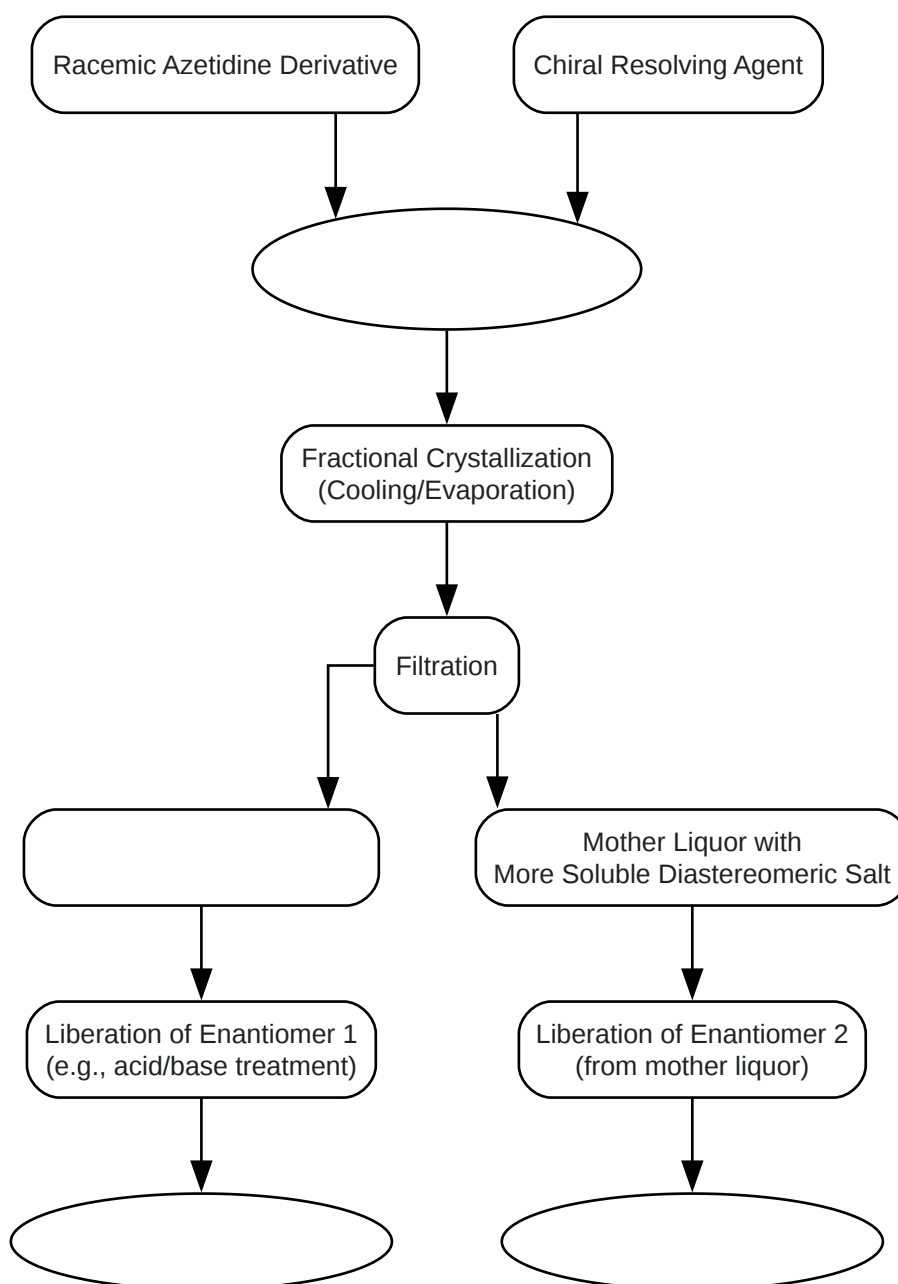 Racemic Azetidine Derivative
Chiral Resolving Agent
Fractional Crystallization
(Cooling/Evaporation)
Filtration
Mother Liquor with
More Soluble Diastereomeric Salt
Liberation of Enantiomer 1
(e.g., acid/base treatment)
Liberation of Enantiomer 2
(from mother liquor)